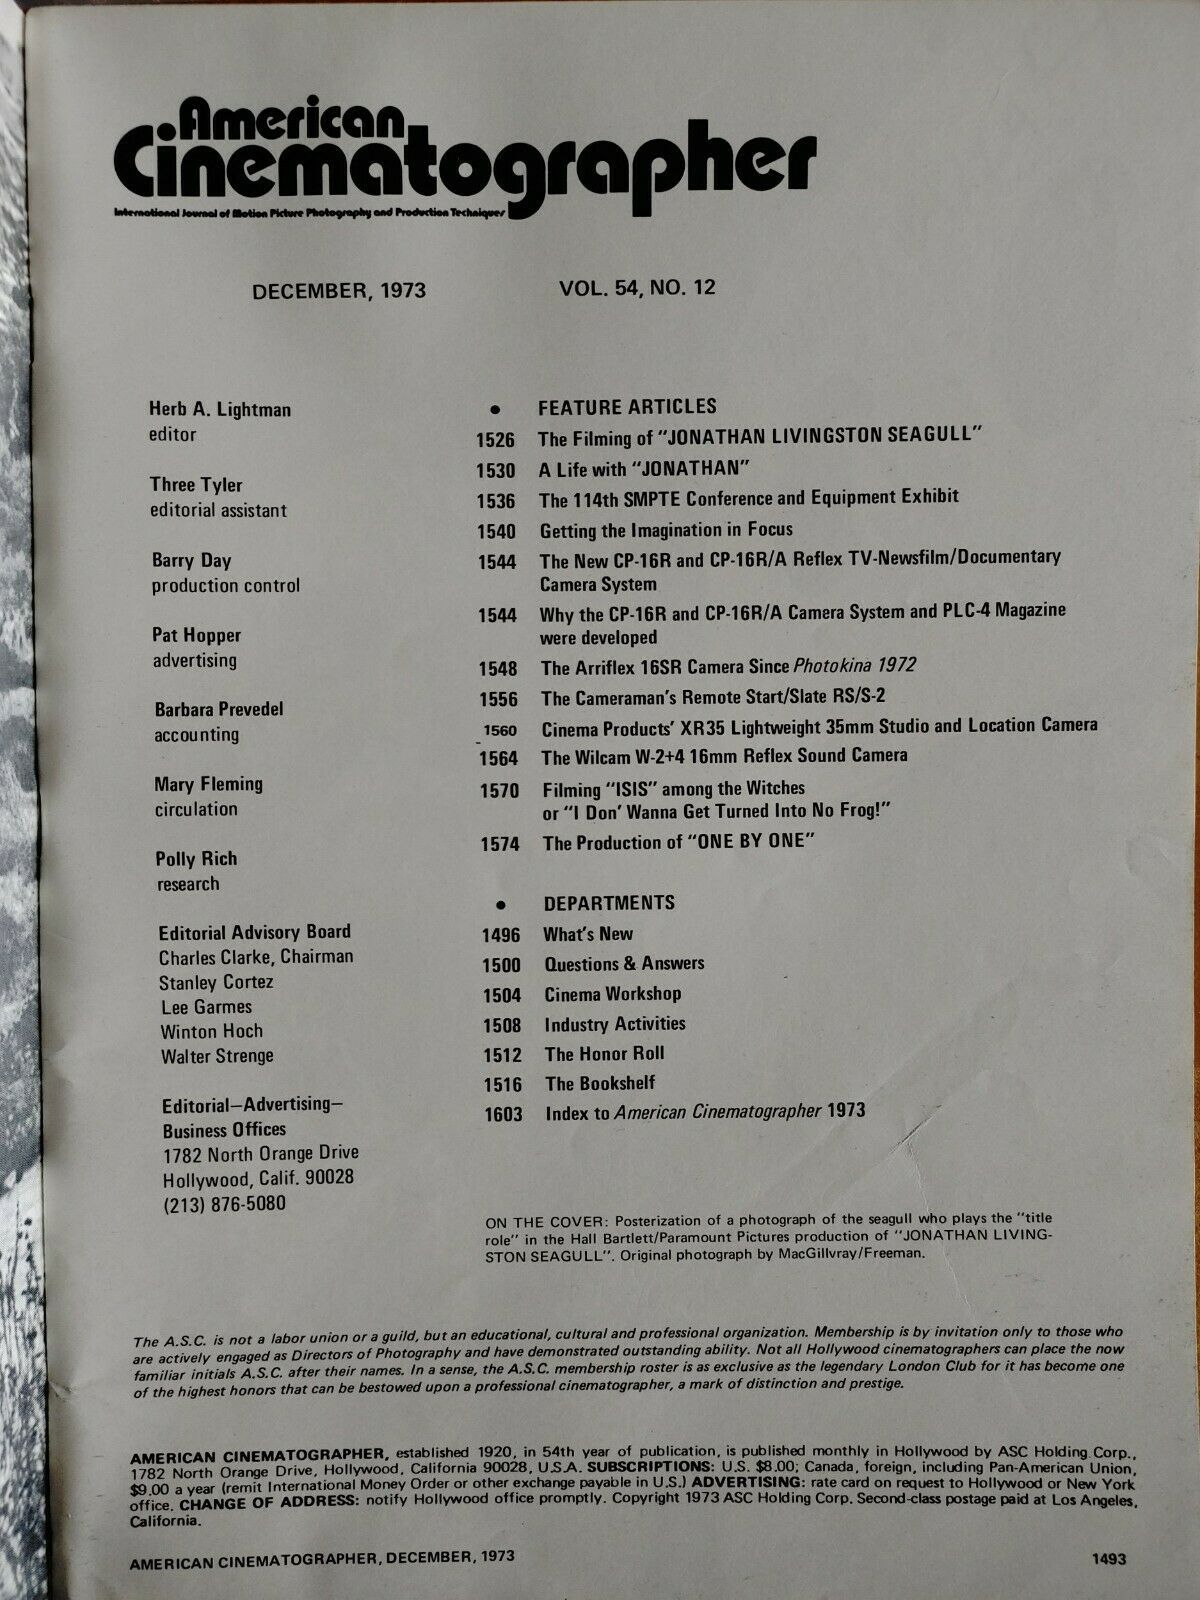 American
Cinematographer
International Journal of Motion Picture Photography and Production Techniques
DECEMBER, 1973
VOL. 54, NO. 12
Herb A. Lightman
editor
Three Tyler
editorial assistant
Barry Day
production control
Pat Hopper
advertising
Barbara Prevedel
accounting
Mary Fleming
circulation
Polly Rich
research
Editorial Advisory Board
Charles Clarke, Chairman
Stanley Cortez
Lee Garmes
Winton Hoch
Walter Strenge
Editorial—Advertising—
Business Offices
1782 North Orange Drive
Hollywood, Calif. 90028
(213) 876-5080
• FEATURE ARTICLES
1526 The Filming of "JONATHAN LIVINGSTON SEAGULL"
1530 A Life with "JONATHAN"
1536 The 114th SMPTE Conference and Equipment Exhibit
1540 Getting the Imagination in Focus
1544 The New CP-16R and CP-16R/A Reflex TV-Newsfilm/Documentary
Camera System
1544 Why the CP-16R and CP-16R/A Camera System and PLC-4 Magazine
were developed
1548 The Arriflex 16SR Camera Since Photokina 1972
1556 The Cameraman's Remote Start/Slate RS/S-2
1560 Cinema Products' XR35 Lightweight 35mm Studio and Location Camera
1564 The Wilcam W-2+4 16mm Reflex Sound Camera
1570 Filming "ISIS" among the Witches
or "I Don' Wanna Get Turned Into No Frog!"
1574 The Production of "ONE BY ONE"
• DEPARTMENTS
1496 What's New
1500 Questions & Answers
1504 Cinema Workshop
1508 Industry Activities
1512 The Honor Roll
1516 The Bookshelf
1603 Index to American Cinematographer 1973
ON THE COVER: Posterization of a photograph of the seagull who plays the "title
role" in the Hall Bartlett/Paramount Pictures production of "JONATHAN LIVING-
STON SEAGULL". Original photograph by MacGillvray/Freeman.
The A.S.C. is not a labor union or a guild, but an educational, cultural and professional organization. Membership is by invitation only to those who
are actively engaged as Directors of Photography and have demonstrated outstanding ability. Not all Hollywood cinematographers can place the now
familiar initials A.S.C. after their names. In a sense, the A.S.C. membership roster is as exclusive as the legendary London Club for it has become one
of the highest honors that can be bestowed upon a professional cinematographer, a mark of distinction and prestige.
AMERICAN CINEMATOGRAPHER, established 1920, in 54th year of publication, is published monthly in Hollywood by ASC Holding Corp.,
1782 North Orange Drive, Hollywood, California 90028, U.S.A. SUBSCRIPTIONS: U.S. $8.00; Canada, foreign, including Pan-American Union,
$9.00 a year (remit International Money Order or other exchange payable in U.S.) ADVERTISING: rate card on request to Hollywood or New York
office. CHANGE OF ADDRESS: notify Hollywood office promptly. Copyright 1973 ASC Holding Corp. Second-class postage paid at Los Angeles,
California.
AMERICAN CINEMATOGRAPHER, DECEMBER, 1973
1493